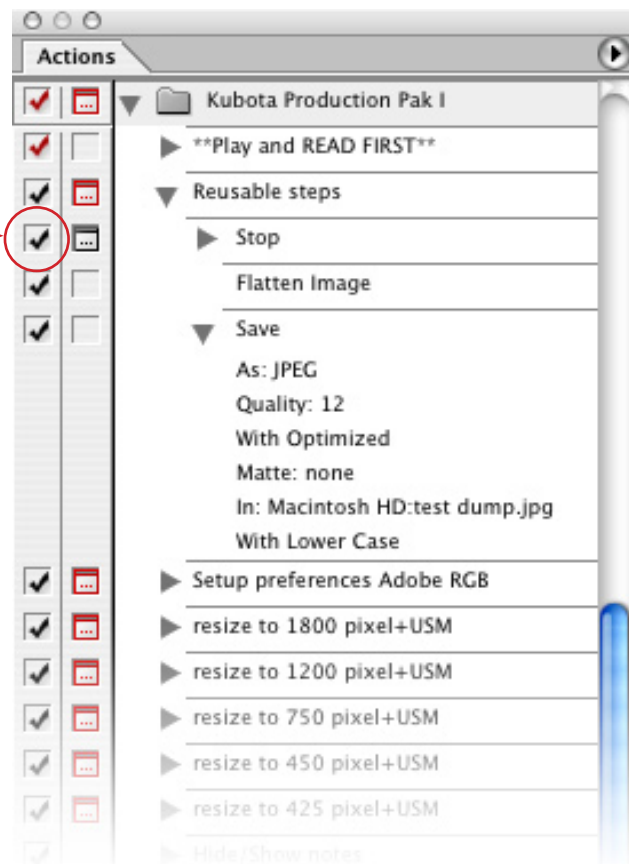 Actions
Kubota Production Pak I
**Play and READ FIRST**
Reusable steps
Stop
Flatten Image
Save
As: JPEG
Quality: 12
With Optimized
Matte: none
In: Macintosh HD:test dump.jpg
With Lower Case
Setup preferences Adobe RGB
resize to 1800 pixel+USM
resize to 1200 pixel+USM
resize to 750 pixel+USM
resize to 450 pixel+USM
resize to 425 pixel+USM
Hide/Show notes